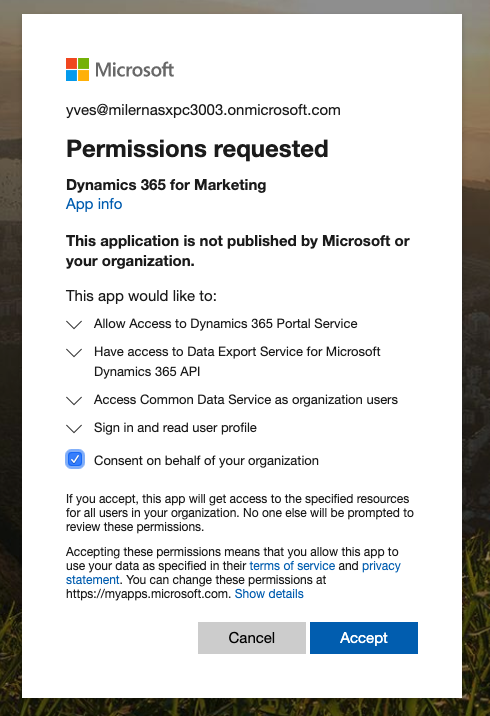 Microsoft
yves@milernasxpc3003.onmicrosoft.com
Permissions requested
Dynamics 365 for Marketing
App info
This application is not published by Microsoft or
your organization.
This app would like to:
Allow Access to Dynamics 365 Portal Service
Have access to Data Export Service for Microsoft
Dynamics 365 API
Access Common Data Service as organization users
Sign in and read user profile
Consent on behalf of your organization
If you accept, this app will get access to the specified resources
for all users in your organization. No one else will be prompted to
review these permissions.
Accepting these permissions means that you allow this app to
use your data as specified in their terms of service and privacy
statement. You can change these permissions at
https://myapps.microsoft.com. Show details
Cancel
Accept